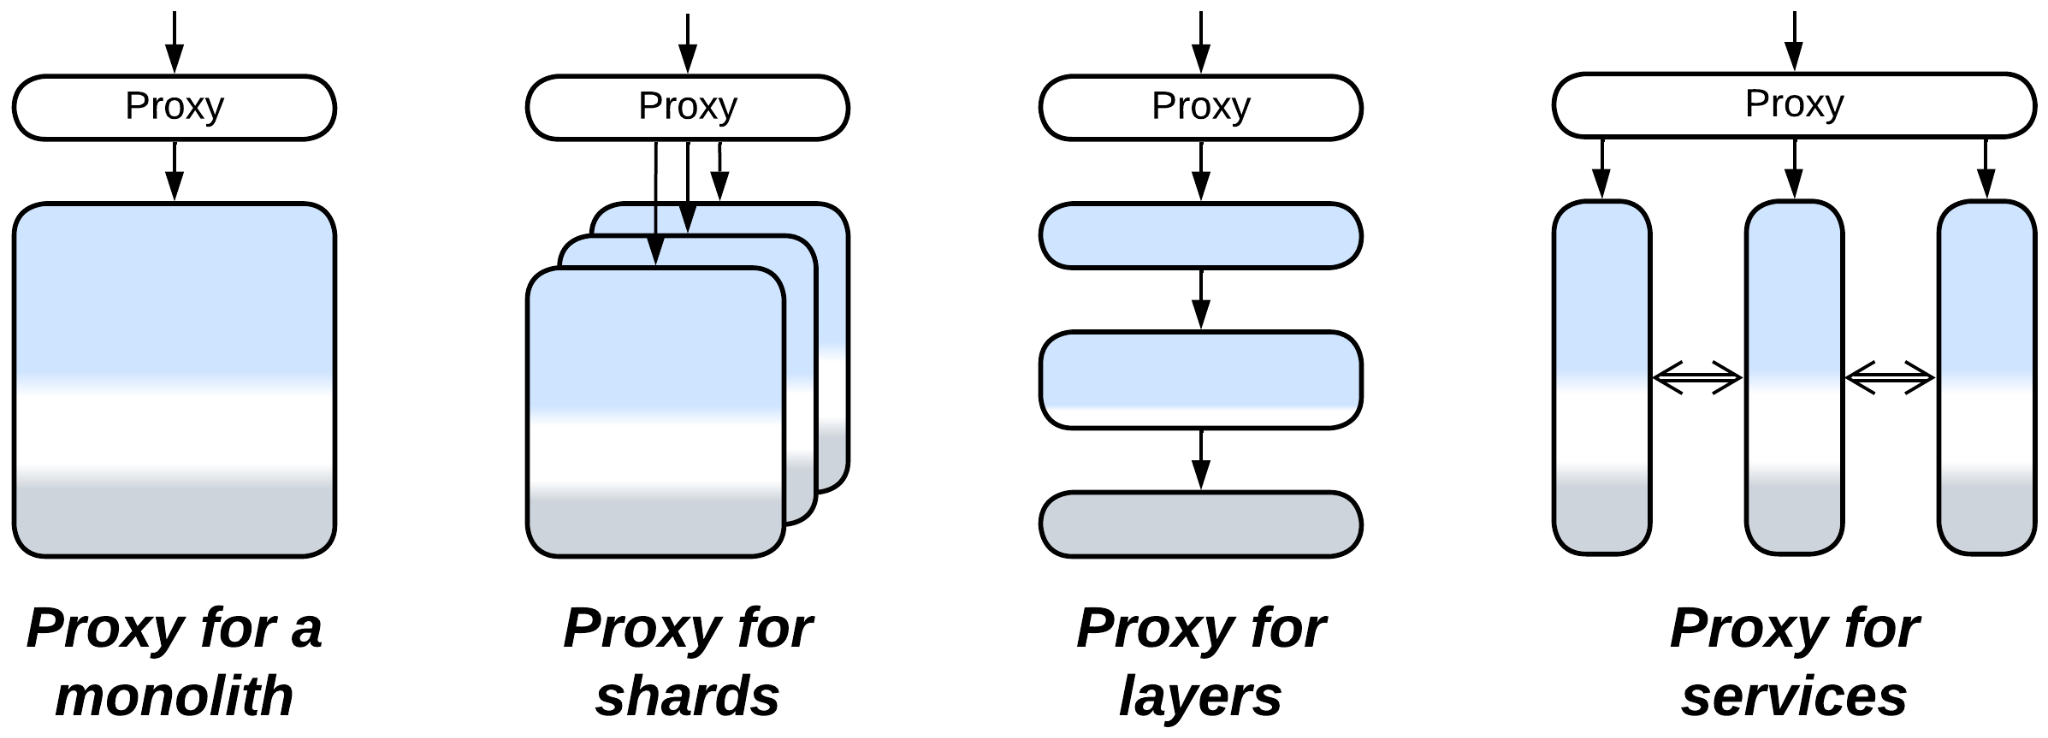 Proxy
Proxy
Proxy
Proxy
Proxy for a
monolith
Proxy for
shards
Proxy for
layers
Proxy for
services